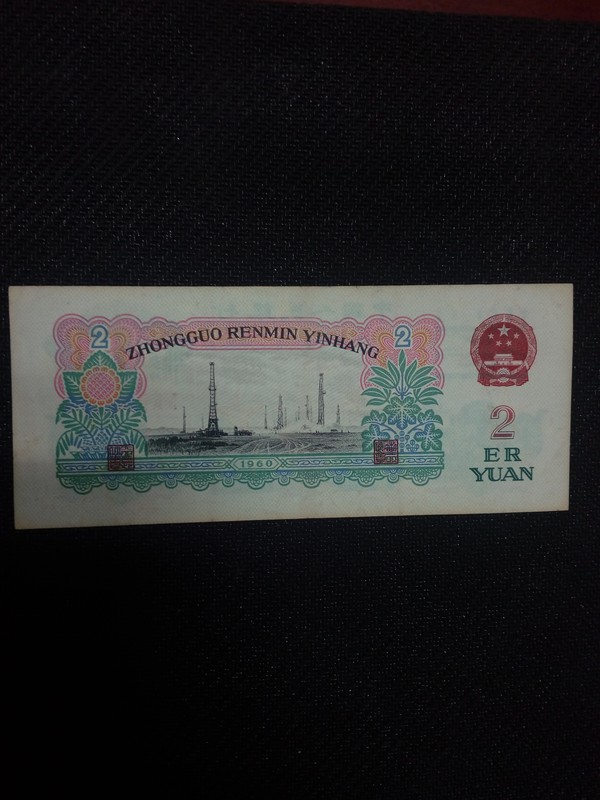 2 2
ZHONGGUO RENMIN YINHANG
1960
2
ER
YUAN